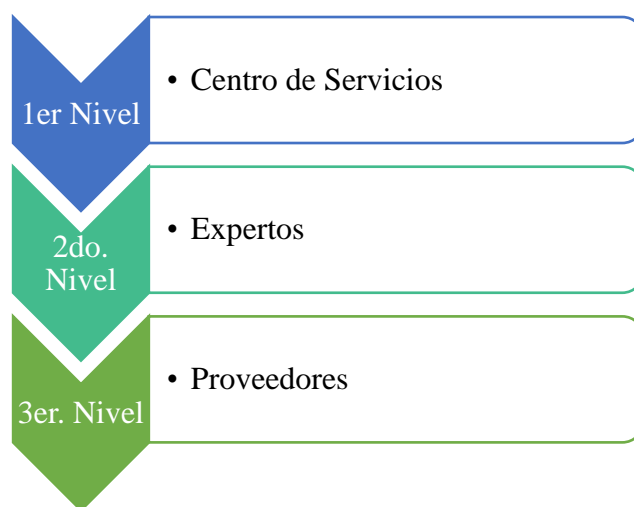 1er Nivel
• Centro de Servicios
2do.
Nivel
• Expertos
3er. Nivel
• Proveedores